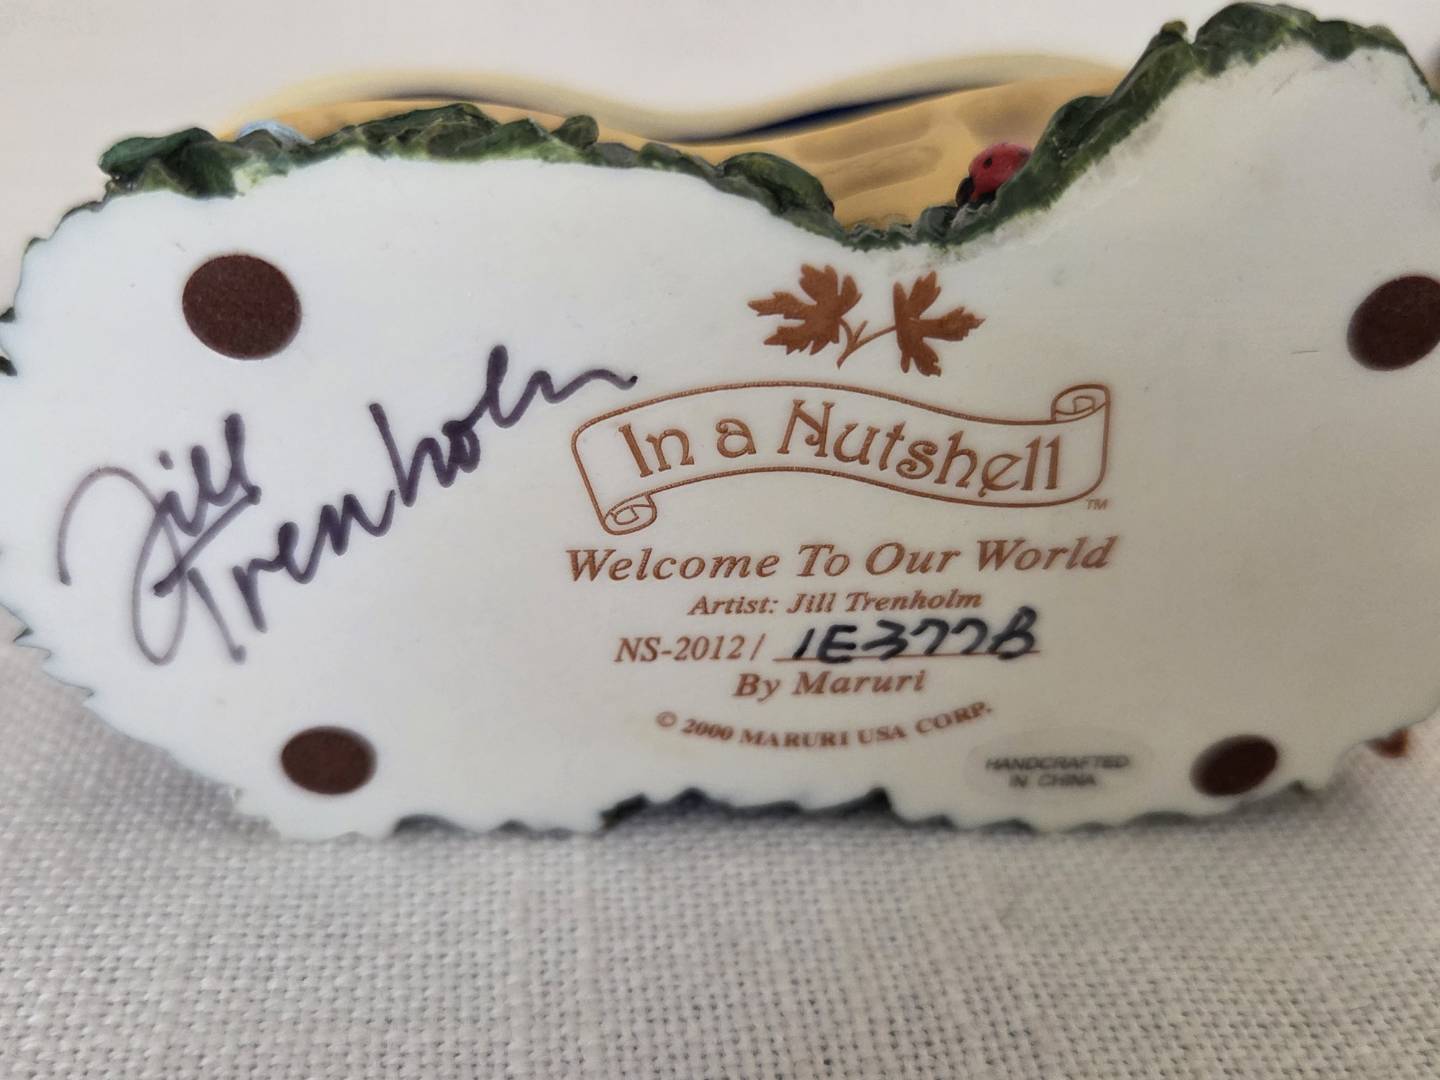 Jill
Trenholm
In a Nutshell
TM
Welcome To Our World
Artist: Jill Trenholm
NS-2012 / 1E377B
By Maruri
© 2000 MARURI USA CORP.
HANDCRAFTED
IN CHINA